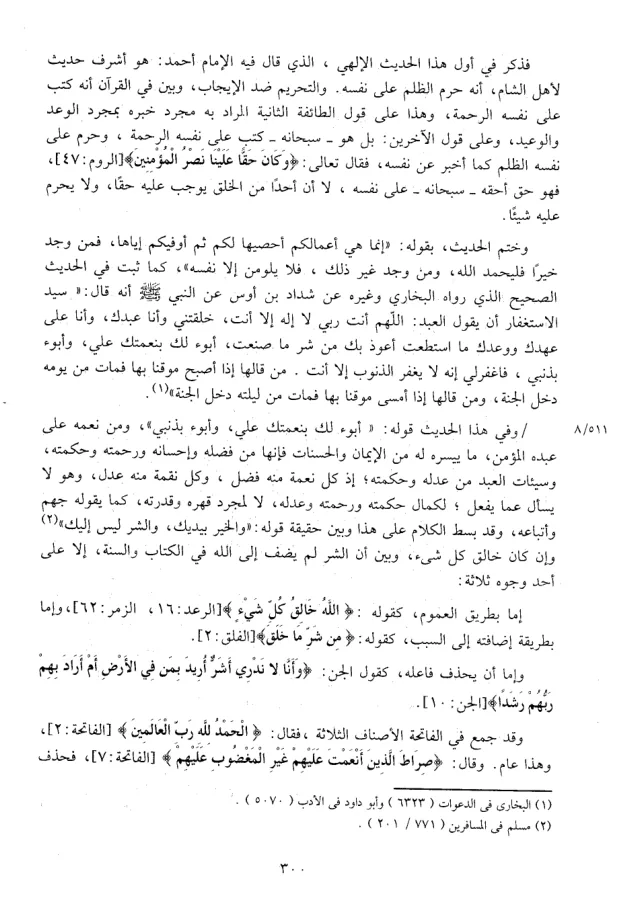 فذكر في أول هذا الحديث الإلهي ، الذي قال فيه الإمام أحمد: هو أشرف حديث
لأهل الشام، أنه حرم الظلم على نفسه. والتحريم ضد الإيجاب، وبين في القرآن أنه كتب
على نفسه الرحمة، وهذا على قول الطائفة الثانية المراد به مجرد خبره بمجرد الوعد
والوعيد، وعلى قول الآخرين: بل هو ـ سبحانه ـ كتب على نفسه الرحمة ، وحرم على
نفسه الظلم كما أخبر عن نفسه، فقال تعالى: ﴿وَكَانَ حَقًّا عَلَيْنَا نَصْرُ الْمُؤْمِنِينَ﴾[الروم:٤٧]،
فهو حق أحقه ـ سبحانه ـ على نفسه ، لا أن أحدًا من الخلق يوجب عليه حقًا، ولا يحرم
عليه شيئًا.
وختم الحديث، بقوله: «إنما هي أعمالكم أحصيها لكم ثم أوفيكم إياها، فمن وجد
خيرًا فليحمد الله، ومن وجد غير ذلك ، فلا يلومن إلا نفسه»، كما ثبت في الحديث
الصحيح الذي رواه البخاري وغيره عن شداد بن أوس عن النبي ﷺ أنه قال:« سيد
الاستغفار أن يقول العبد: اللّهم أنت ربي لا إله إلا أنت، خلقتني وأنا عبدك، وأنا على
عهدك ووعدك ما استطعت أعوذ بك من شر ما صنعت، أبوء لك بنعمتك علي، وأبوء
بذنبي ، فاغفرلي إنه لا يغفر الذنوب إلا أنت . من قالها إذا أصبح موقنا بها فمات من يومه
دخل الجنة، ومن قالها إذا أمسى موقنا بها فمات من ليلته دخل الجنة»(١).
٨/٥١١ /وفي هذا الحديث قوله: « أبوء لك بنعمتك علي، وأبوء بذنبي»، ومن نعمه على
عبده المؤمن، ما ييسره له من الإيمان والحسنات فإنها من فضله وإحسانه ورحمته وحكمته،
وسيئات العبد من عدله وحكمته؛ إذ كل نعمة منه فضل ، وكل نقمة منه عدل، وهو لا
يسأل عما يفعل ؛ لكمال حكمته ورحمته وعدله، لا لمجرد قهره وقدرته، كما يقوله جهم
وأتباعه، وقد بسط الكلام على هذا وبين حقيقة قوله:«والخير بيديك، والشر ليس إليك»(٢)
وإن كان خالق كل شىء، وبين أن الشر لم يضف إلى الله في الكتاب والسنة، إلا على
أحد وجوه ثلاثة:
إما بطريق العموم، كقوله :﴿ اللَّهُ خَالِقُ كُلِّ شَيْءٍ ﴾[الرعد:١٦، الزمر:٦٢]،وإما
بطريقة إضافته إلى السبب، كقوله:﴿ مِن شَرِّ مَا خَلَقَ﴾[الفلق:٢].
وإما أن يحذف فاعله، كقول الجن: ﴿وَأَنَّا لا نَدْرِي أَشَرٌّ أُرِيدَ بِمَن فِي الأَرْضِ أَمْ أَرَادَ بِهِمْ
رَبُّهُمْ رَشَدًا﴾[الجن:١٠].
وقد جمع في الفاتحة الأصناف الثلاثة ،فقال: ﴿ الْحَمْدُ لِلَّهِ رَبِّ الْعَالَمِينَ ﴾ [الفاتحة:٢]،
وهذا عام. وقال: ﴿صِرَاطَ الَّذِينَ أَنْعَمْتَ عَلَيْهِمْ غَيْرِ الْمَغْضُوبِ عَلَيْهِمْ ﴾ [الفاتحة:٧]، فحذف
(١) البخارى فى الدعوات ( ٦٣٢٣ ) وأبو داود فى الأدب ( ٥٠٧٠ ) .
(٢) مسلم فى المسافرين ( ٧٧١ / ٢٠١ ) .
٣٠٠